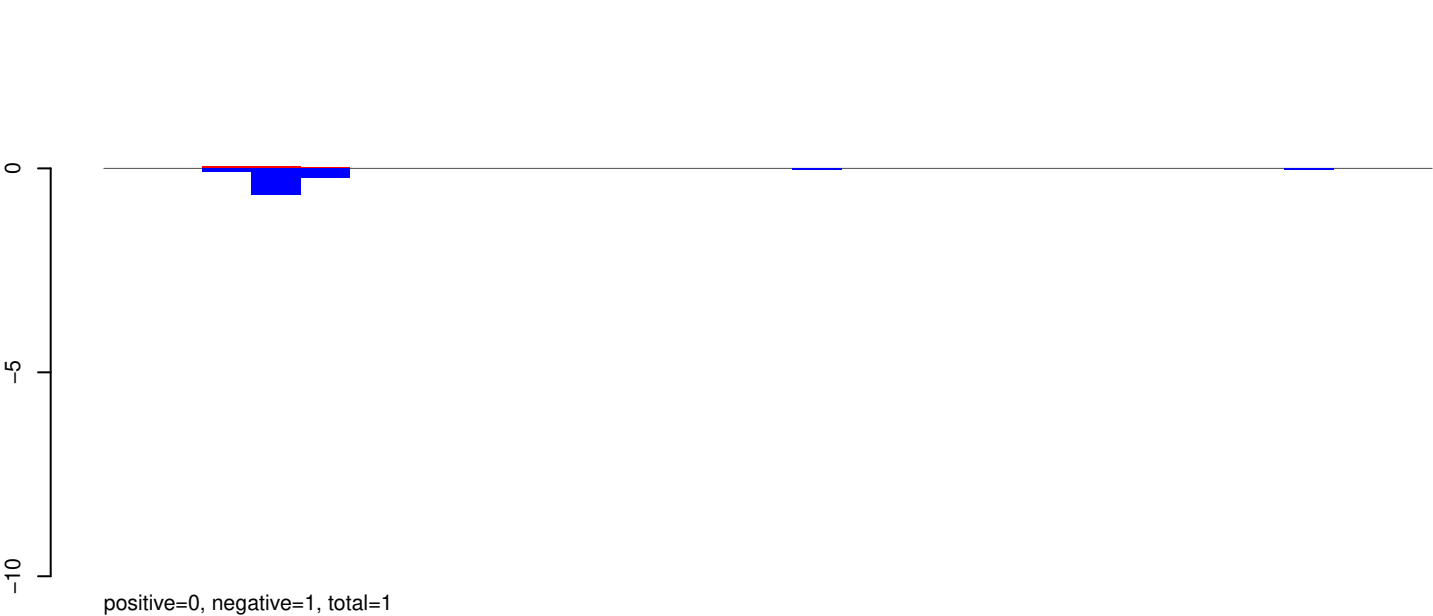 0
−5
−10
positive=0, negative=1, total=1